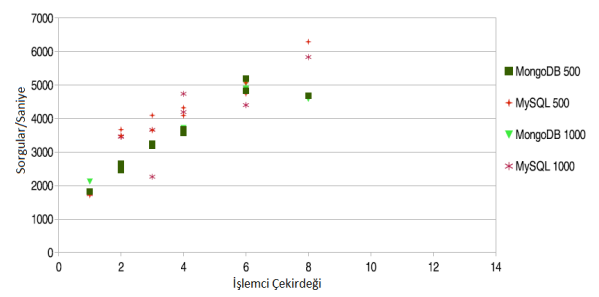 7000
6000
5000
4000
3000
2000
1000
0
Sorgular/Saniye
0 2 4 6 8 10 12 14
İşlemci Çekirdeği
MongoDB 500
MySQL 500
MongoDB 1000
MySQL 1000